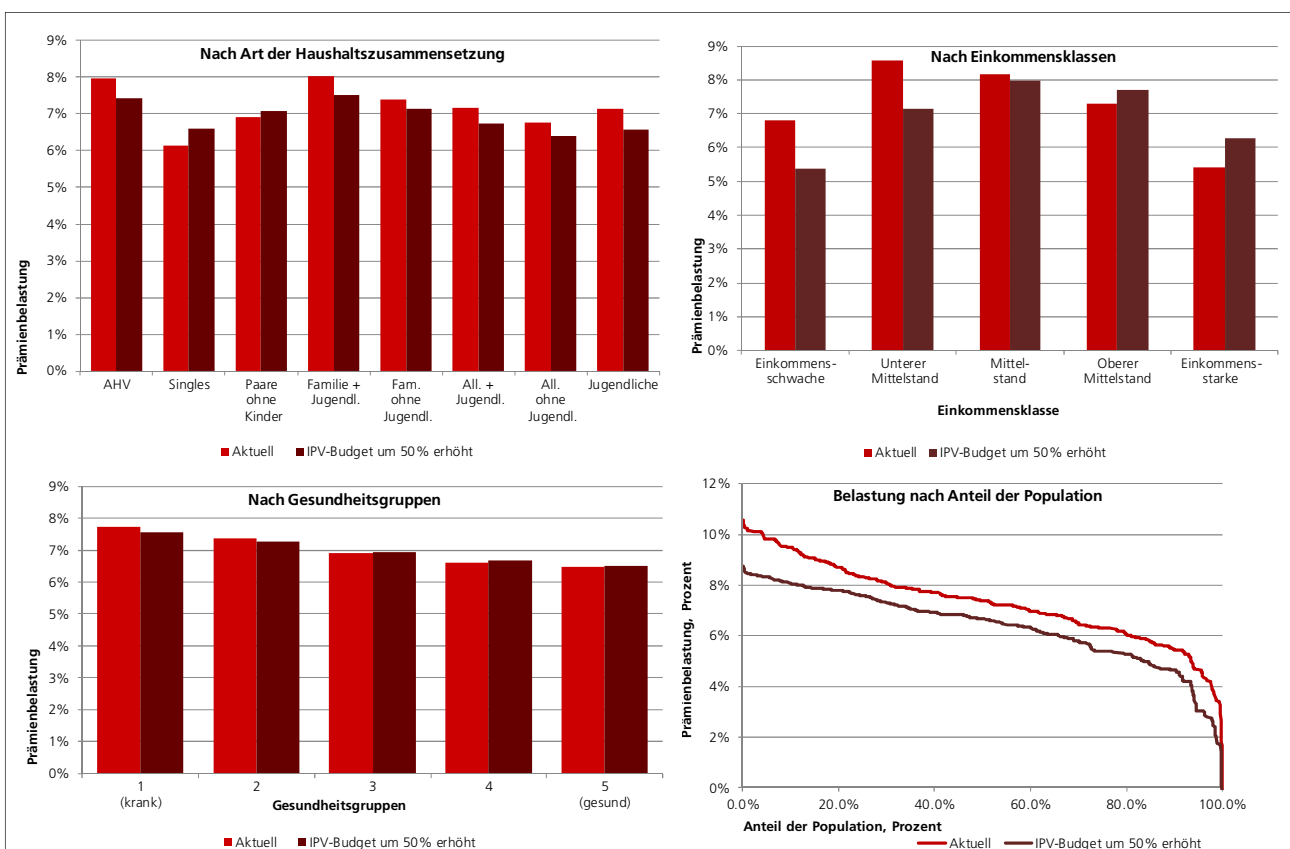 Nach Art der Haushaltszusammensetzung
Prämienbelastung
9%
8%
7%
6%
5%
4%
3%
2%
1%
0%
AHV
Singles
Paare
ohne
Kinder
Familie +
Jugendl.
Fam.
ohne
Jugendl.
All. +
Jugendl.
All.
ohne
Jugendl.
Jugendliche
Aktuell
IPV-Budget um 50% erhöht
Nach Einkommensklassen
Prämienbelastung
9%
8%
7%
6%
5%
4%
3%
2%
1%
0%
Einkommens-
schwache
Unterer
Mittelstand
Mittel-
stand
Oberer
Mittelstand
Einkommens-
starke
Einkommensklasse
Aktuell
IPV-Budget um 50% erhöht
Nach Gesundheitsgruppen
Prämienbelastung
9%
8%
7%
6%
5%
4%
3%
2%
1%
0%
1
(krank)
2
3
4
5
(gesund)
Gesundheitsgruppen
Aktuell
IPV-Budget um 50% erhöht
Belastung nach Anteil der Population
Prämienbelastung, Prozent
12%
10%
8%
6%
4%
2%
0%
0.0%
20.0%
40.0%
60.0%
80.0%
100.0%
Anteil der Population, Prozent
Aktuell
IPV-Budget um 50% erhöht